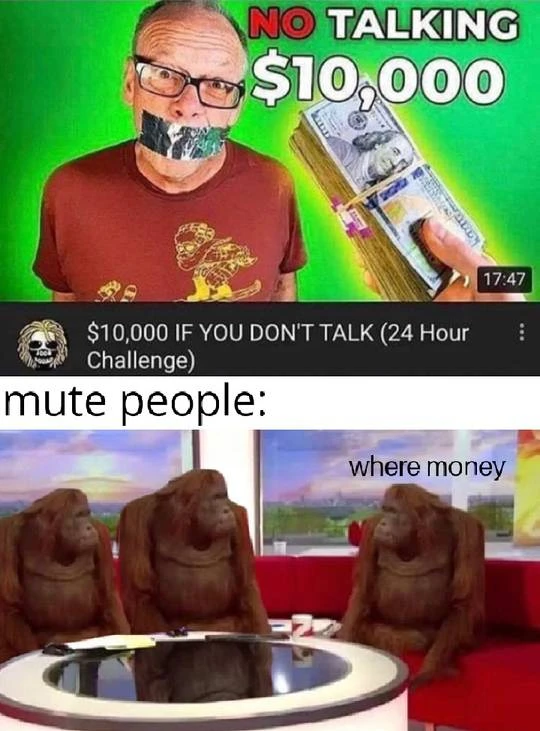 NO TALKING
$10,000
17:47
$10,000 IF YOU DON'T TALK (24 Hour
Challenge)
mute people:
where money